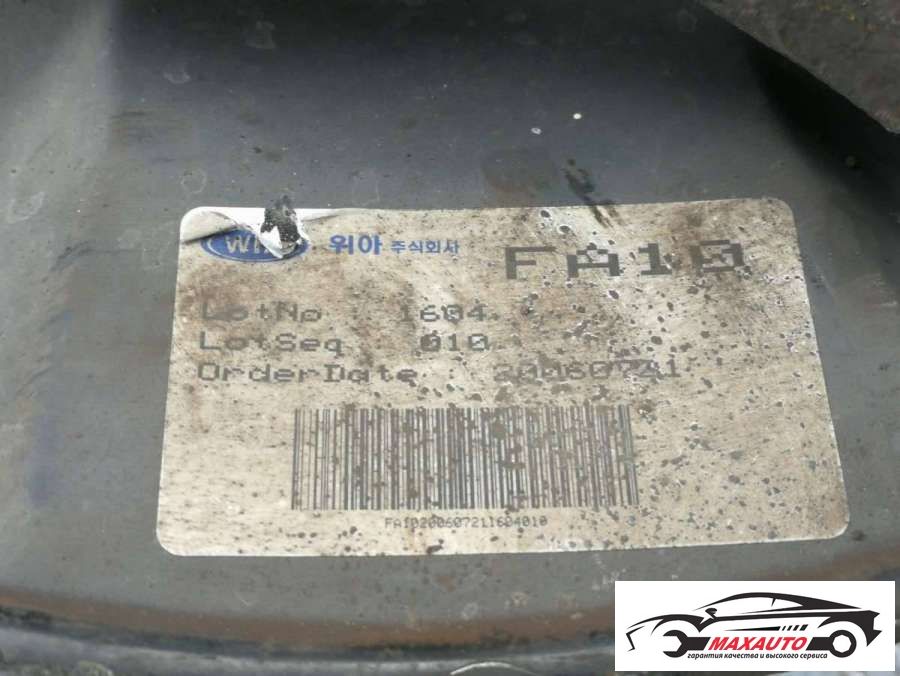 WIA 위아 주식회사
FA10
LotNo : 1604
LotSeq : 010
OrderDate : 20060721
FA10200607211604010
MAXAUTO
гарантия качества и высокого сервиса